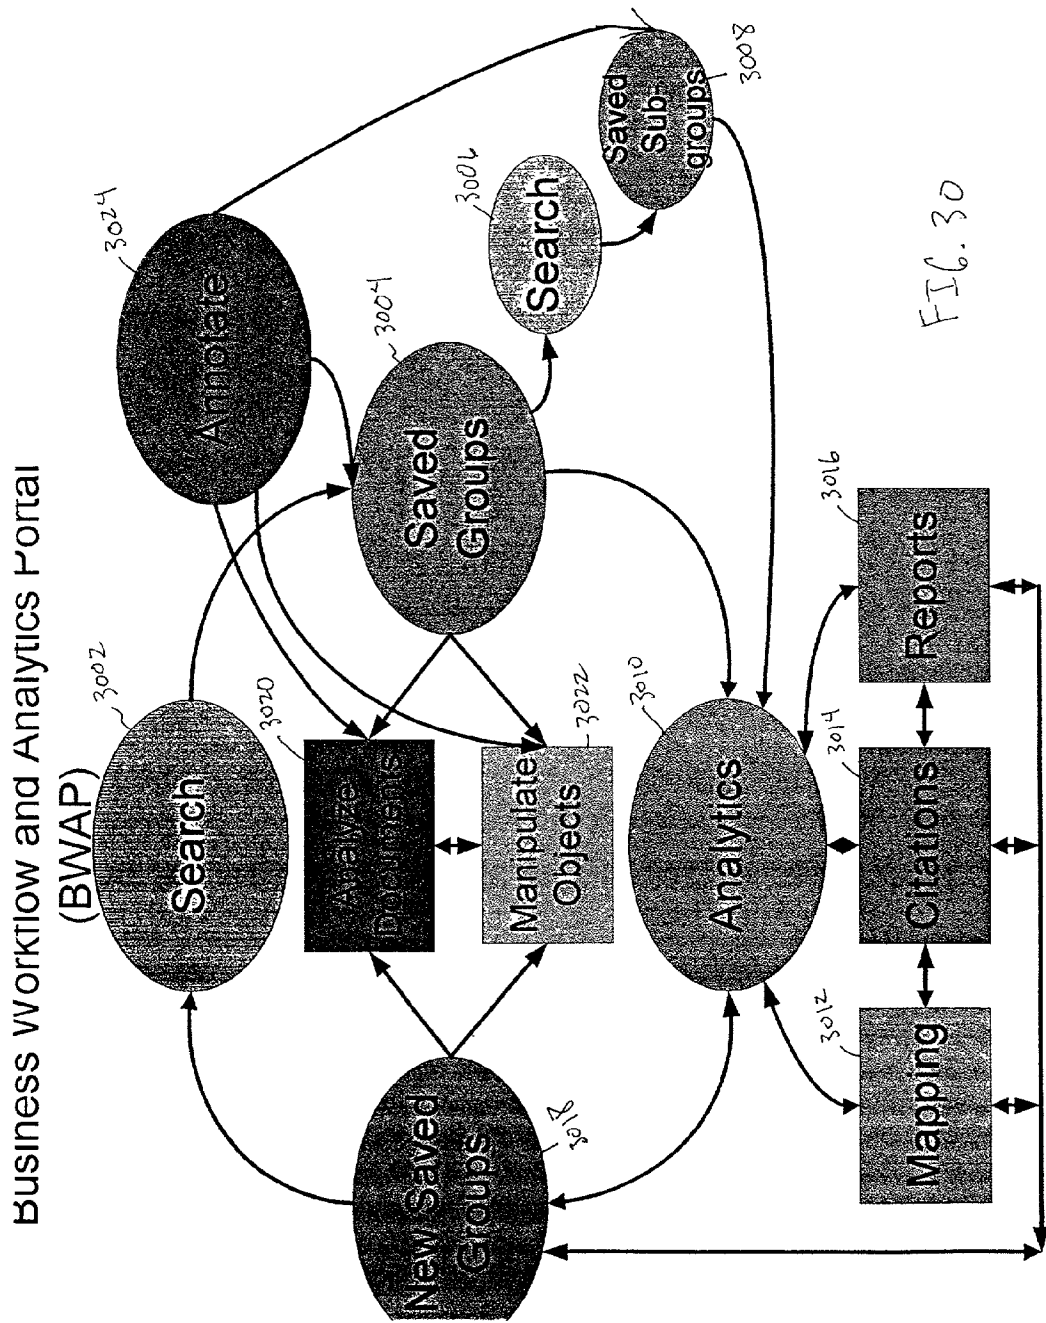 Business Workflow and Analytics Portal
(BWAP)
3002
Search
3024
Annotate
3020
Analyze
Documents
3018
New Saved
Groups
3004
Saved
Groups
3006
Search
3008
Saved
Sub-
groups
3022
Manipulate
Objects
3010
Analytics
3012
Mapping
3014
Citations
3016
Reports
FIG. 30